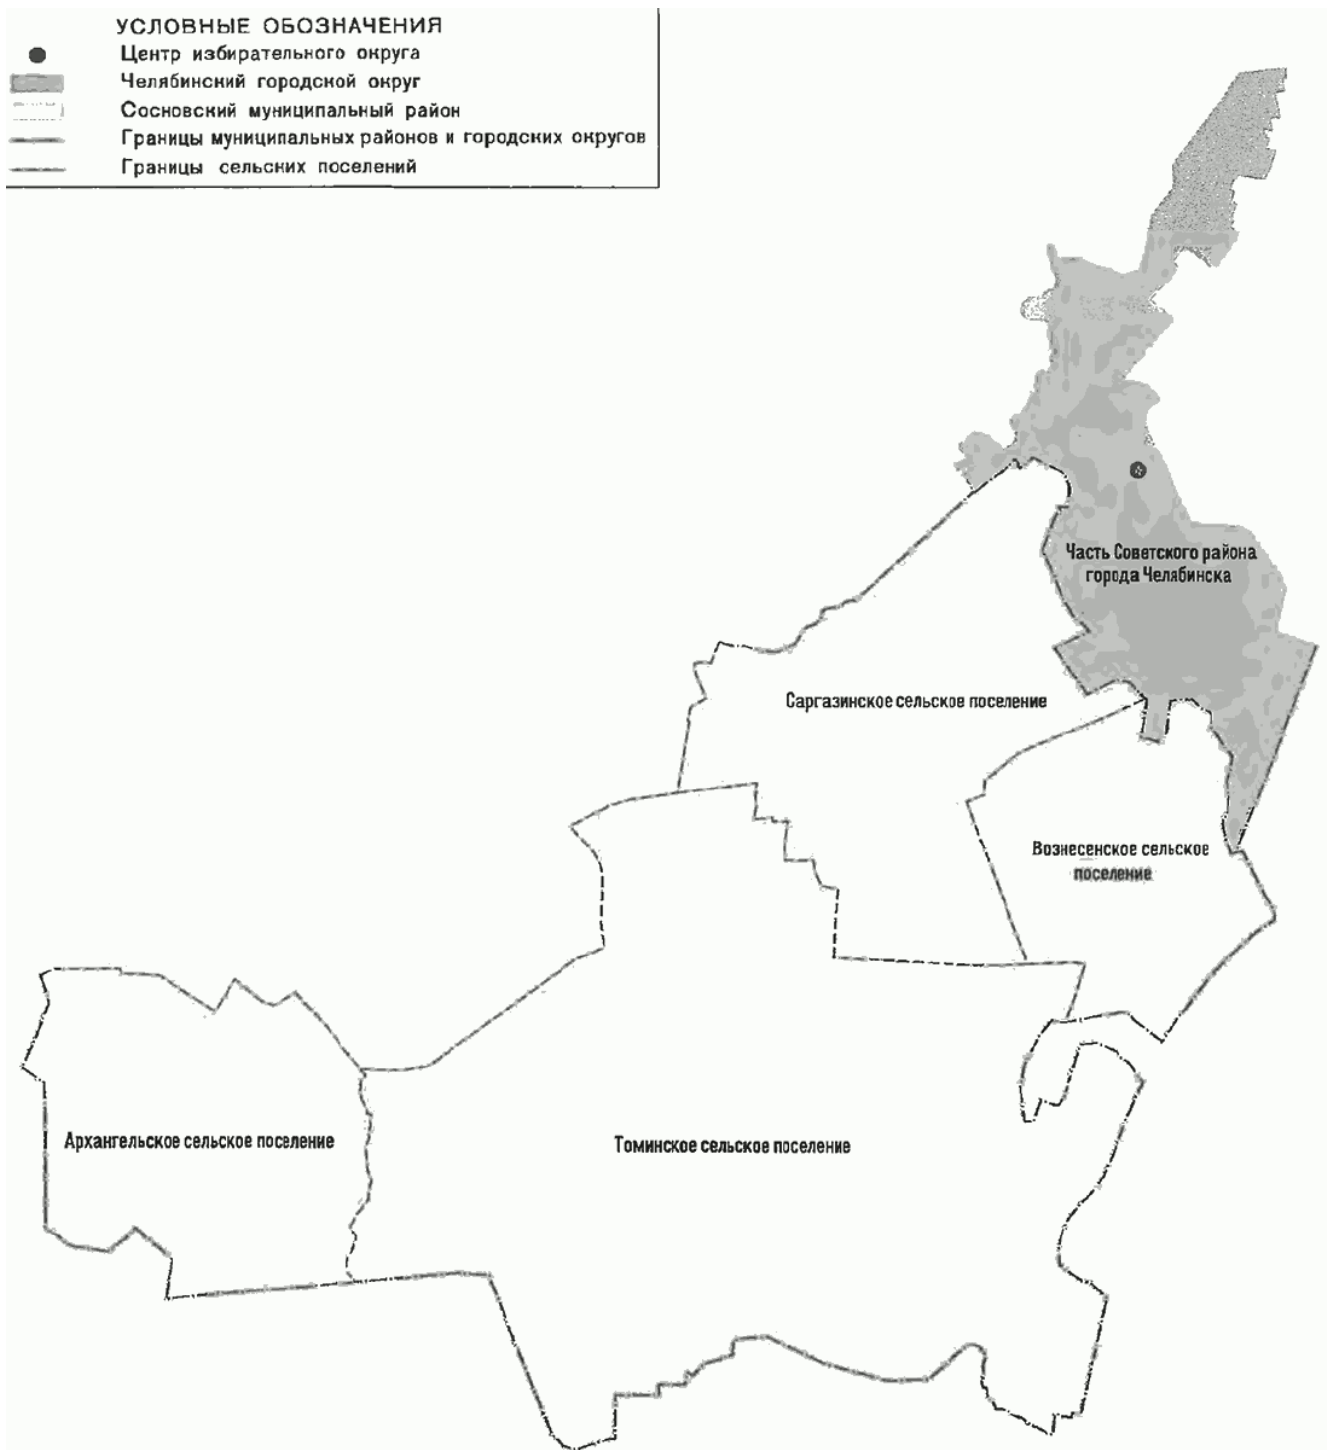 УСЛОВНЫЕ ОБОЗНАЧЕНИЯ
Центр избирательного округа
Челябинский городской округ
Сосновский муниципальный район
Границы муниципальных районов и городских округов
Границы сельских поселений
Часть Советского района
города Челябинска
Саргазинское сельское поселение
Вознесенское сельское
поселение
Архангельское сельское поселение
Томинское сельское поселение